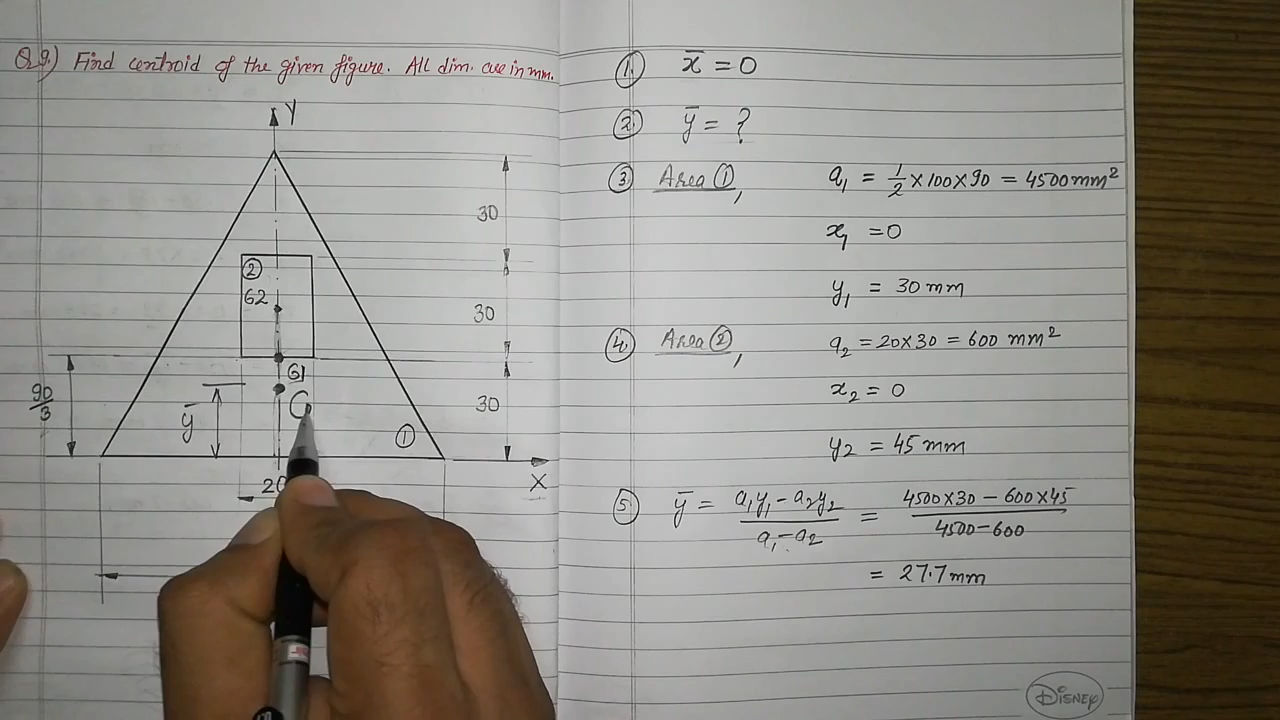 Q.9.) Find centroid of the given figure. All dim. are in mm.
Y
30
②
G2
30
G1
90/3
ȳ
G
30
①
X
20
① x̄ = 0
② ȳ = ?
③ Area ①, a₁ = 1/2 × 100 × 90 = 4500 mm²
x₁ = 0
y₁ = 30 mm
④ Area ②, a₂ = 20 × 30 = 600 mm²
x₂ = 0
y₂ = 45 mm
⑤ ȳ = a₁y₁ − a₂y₂ / a₁ − a₂ = 4500×30 − 600×45 / 4500 − 600
= 27.7 mm
DISNEY